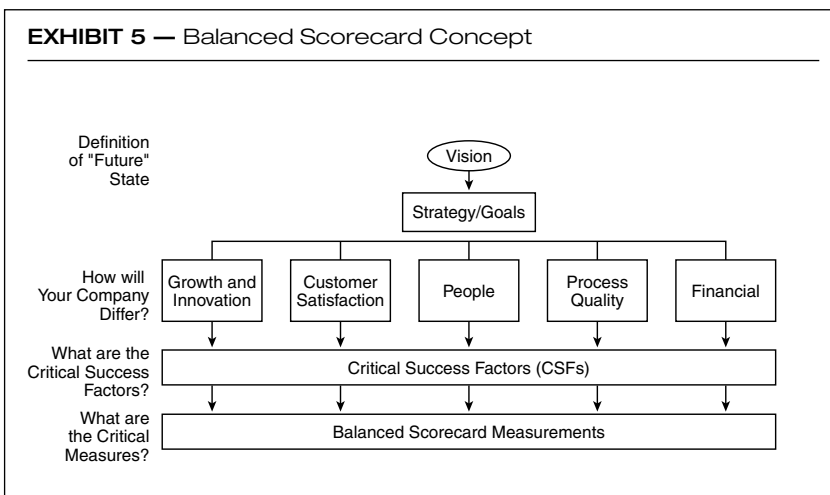 EXHIBIT 5 — Balanced Scorecard Concept
Definition
of "Future"
State
Vision
Strategy/Goals
How will
Your Company
Differ?
Growth and
Innovation
Customer
Satisfaction
People
Process
Quality
Financial
What are the
Critical Success
Factors?
Critical Success Factors (CSFs)
What are
the Critical
Measures?
Balanced Scorecard Measurements